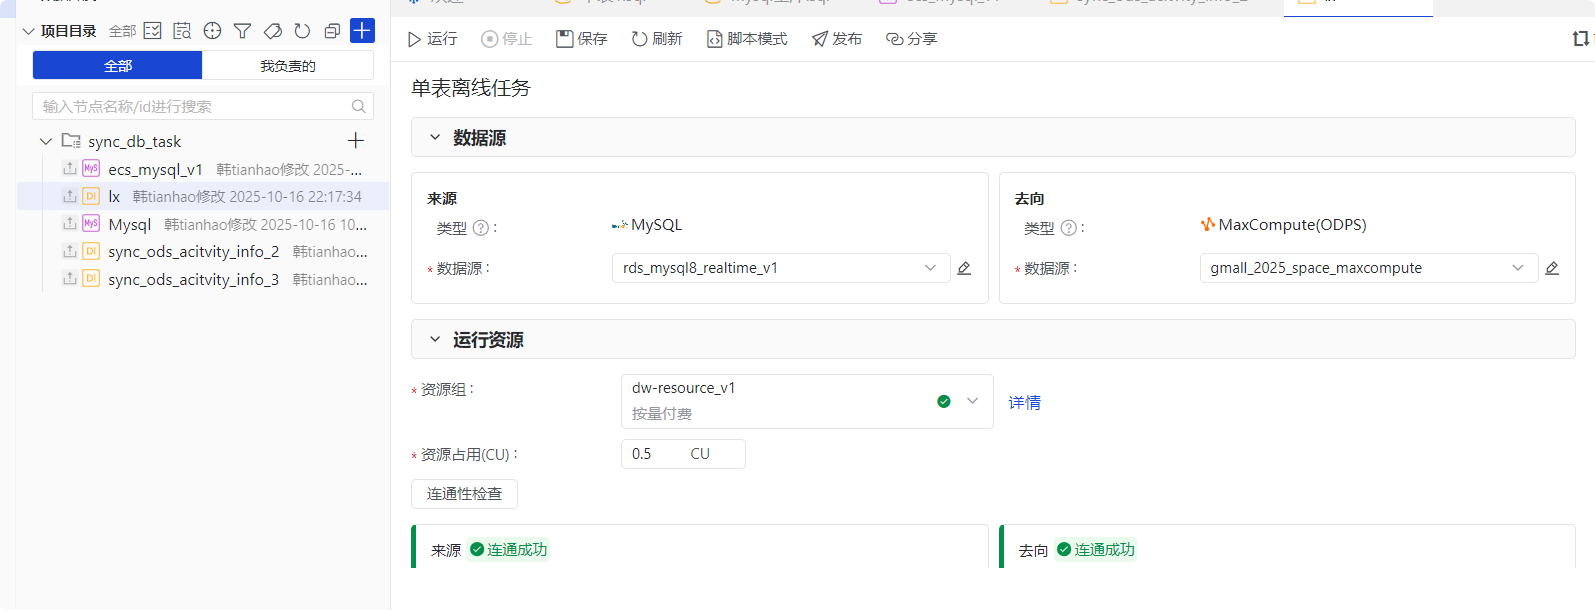 项目目录 全部
全部 我负责的
输入节点名称/id进行搜索
sync_db_task
ecs_mysql_v1 韩tianhao修改 2025-...
DI lx 韩tianhao修改 2025-10-16 22:17:34
Mysql 韩tianhao修改 2025-10-16 10...
DI sync_ods_acitvity_info_2 韩tianhao...
DI sync_ods_acitvity_info_3 韩tianhao...
运行 停止 保存 刷新 脚本模式 发布 分享
单表离线任务
数据源
来源
类型 ? : MySQL
* 数据源 : rds_mysql8_realtime_v1
去向
类型 ? : MaxCompute(ODPS)
* 数据源 : gmall_2025_space_maxcompute
运行资源
* 资源组 : dw-resource_v1
按量付费
详情
* 资源占用(CU) : 0.5 CU
连通性检查
来源 连通成功
去向 连通成功